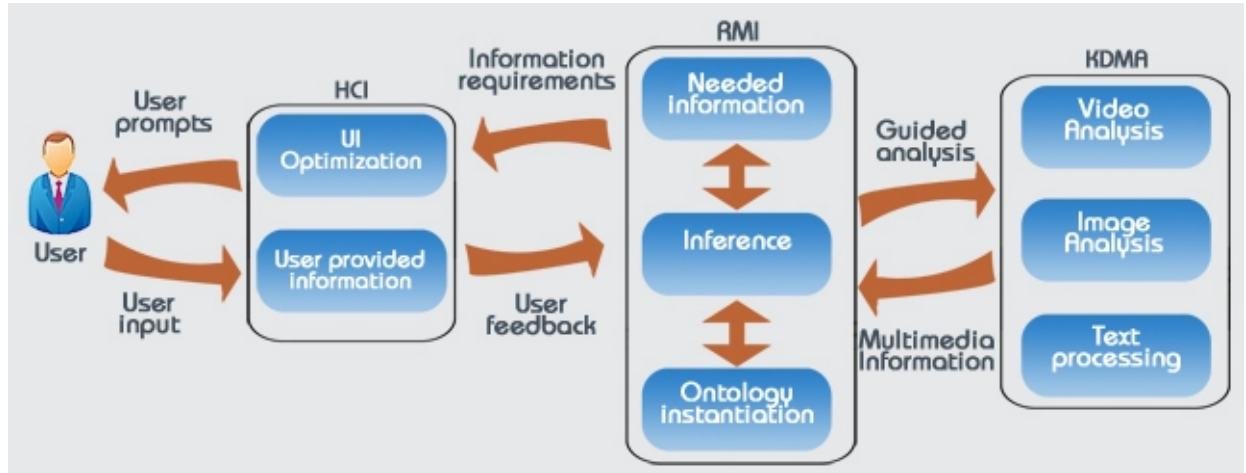 RMI
HCI
KDMA
Information
requirements
User
prompts
UI
Optimization
Needed
information
Guided
analysis
Video
Analysis
User
User provided
information
Inference
Image
Analysis
User
input
User
feedback
Multimedia
Information
Text
processing
Ontology
instantiation